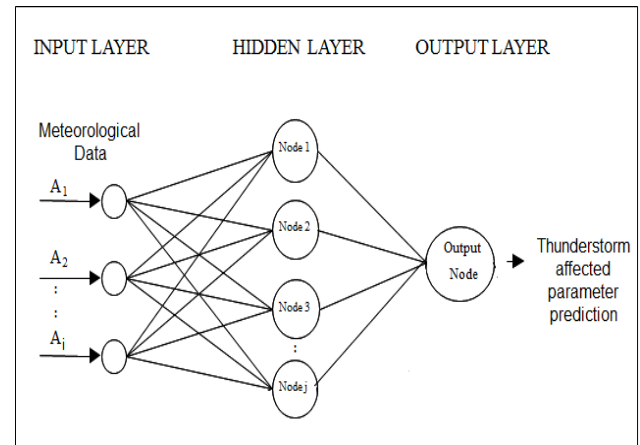 INPUT LAYER
HIDDEN LAYER
OUTPUT LAYER
Meteorological
Data
A1
A2
:
:
Ai
Node 1
Node 2
Node 3
:
Node j
Output
Node
Thunderstorm
affected
parameter
prediction